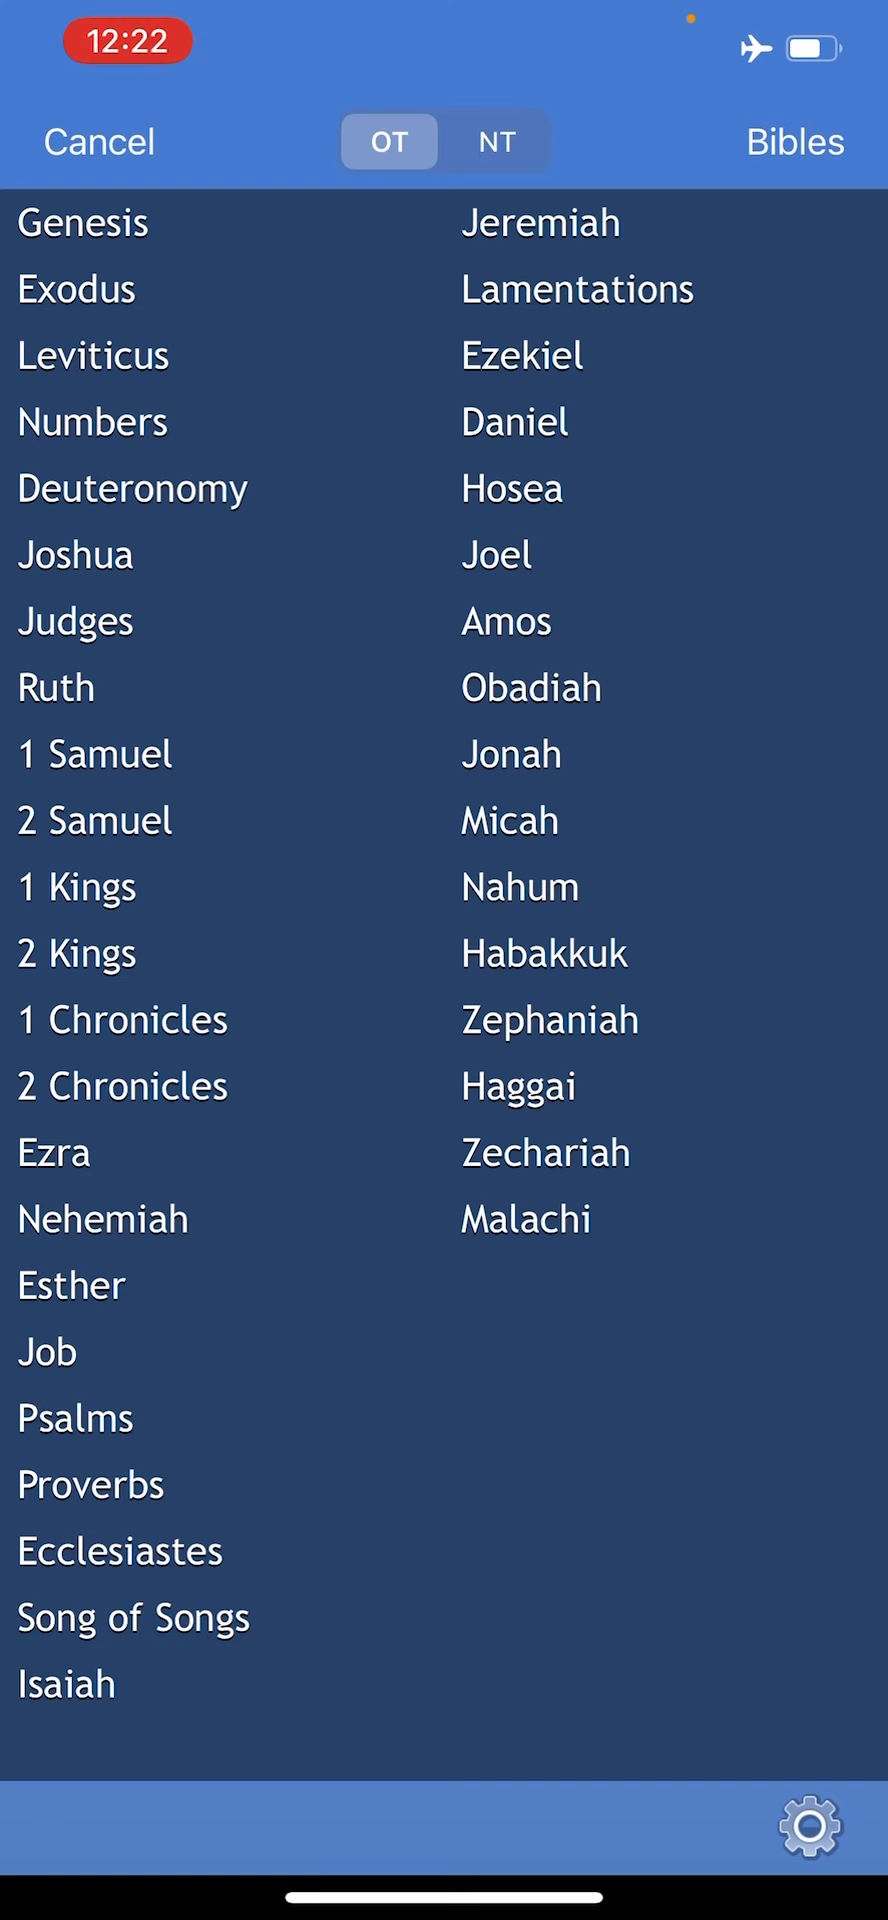 12:22
Cancel OT NT Bibles
Genesis
Exodus
Leviticus
Numbers
Deuteronomy
Joshua
Judges
Ruth
1 Samuel
2 Samuel
1 Kings
2 Kings
1 Chronicles
2 Chronicles
Ezra
Nehemiah
Esther
Job
Psalms
Proverbs
Ecclesiastes
Song of Songs
Isaiah
Jeremiah
Lamentations
Ezekiel
Daniel
Hosea
Joel
Amos
Obadiah
Jonah
Micah
Nahum
Habakkuk
Zephaniah
Haggai
Zechariah
Malachi